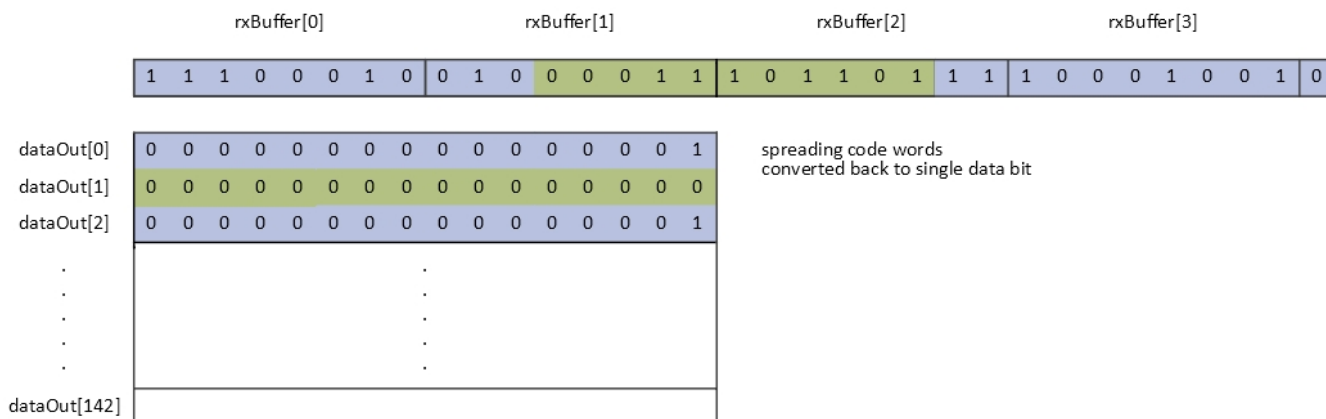 rxBuffer[0] rxBuffer[1] rxBuffer[2] rxBuffer[3]
1 1 1 0 0 0 1 0 0 1 0 0 0 0 1 1 1 0 1 1 0 1 1 1 1 0 0 0 1 0 0 1 0
dataOut[0] 0 0 0 0 0 0 0 0 0 0 0 0 0 0 0 1 spreading code words
converted back to single data bit
dataOut[1] 0 0 0 0 0 0 0 0 0 0 0 0 0 0 0 0
dataOut[2] 0 0 0 0 0 0 0 0 0 0 0 0 0 0 0 1
. .
. .
. .
. .
. .
dataOut[142]